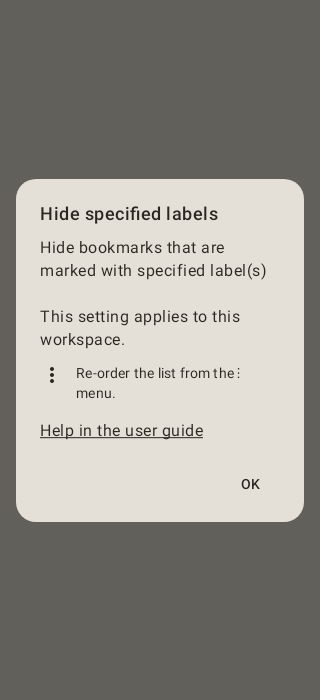 Hide specified labels
Hide bookmarks that are
marked with specified label(s)
This setting applies to this
workspace.
Re-order the list from the ⋮
menu.
Help in the user guide
OK